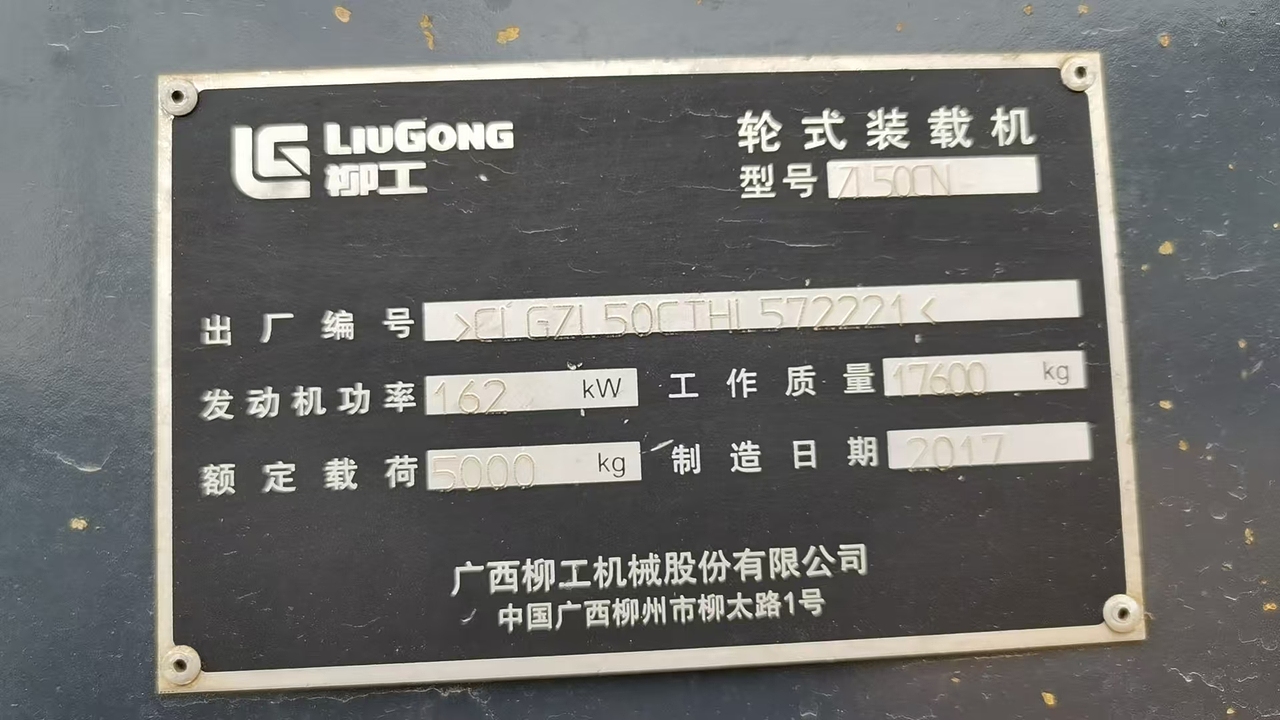 LG LIUGONG 柳工
轮式装载机
型号 ZL50CN
出厂编号 >CLGZL50CTHL572221<
发动机功率 162 kW 工作质量 17600 kg
额定载荷 5000 kg 制造日期 2017
广西柳工机械股份有限公司
中国广西柳州市柳太路1号